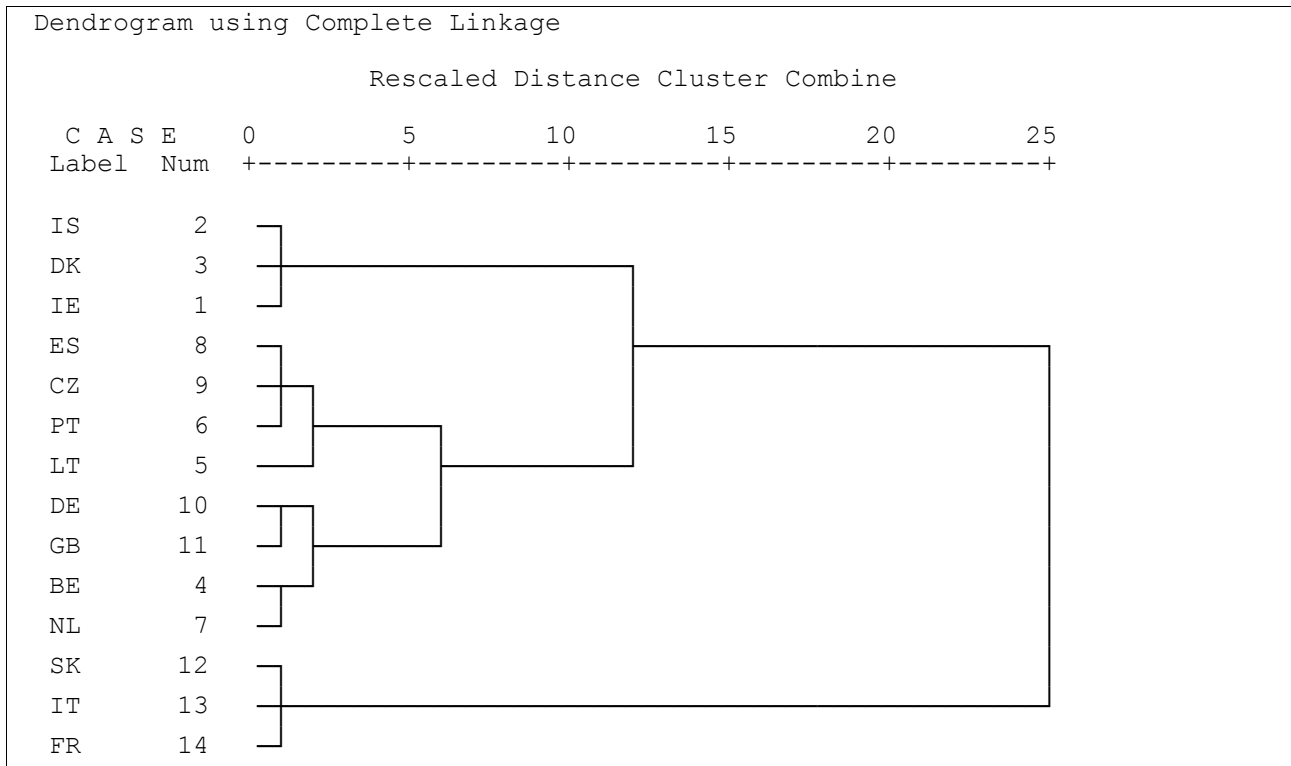 Dendrogram using Complete Linkage
Rescaled Distance Cluster Combine
C A S E 0 5 10 15 20 25
Label Num +---------+---------+---------+---------+---------+
IS 2
DK 3
IE 1
ES 8
CZ 9
PT 6
LT 5
DE 10
GB 11
BE 4
NL 7
SK 12
IT 13
FR 14